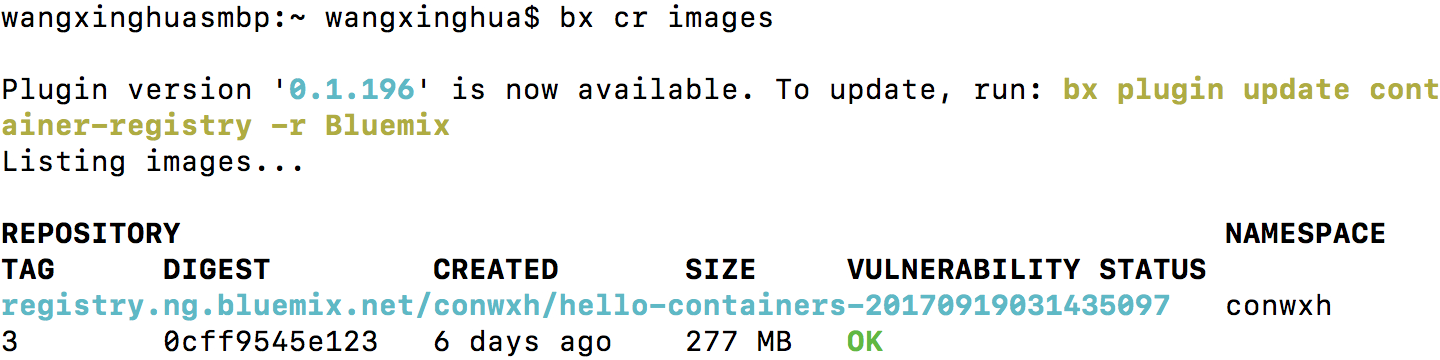 wangxinghuasmbp:~ wangxinghua$ bx cr images
Plugin version '0.1.196' is now available. To update, run: bx plugin update cont
ainer-registry -r Bluemix
Listing images...
REPOSITORY NAMESPACE
TAG DIGEST CREATED SIZE VULNERABILITY STATUS
registry.ng.bluemix.net/conwxh/hello-containers-20170919031435097 conwxh
3 0cff9545e123 6 days ago 277 MB OK